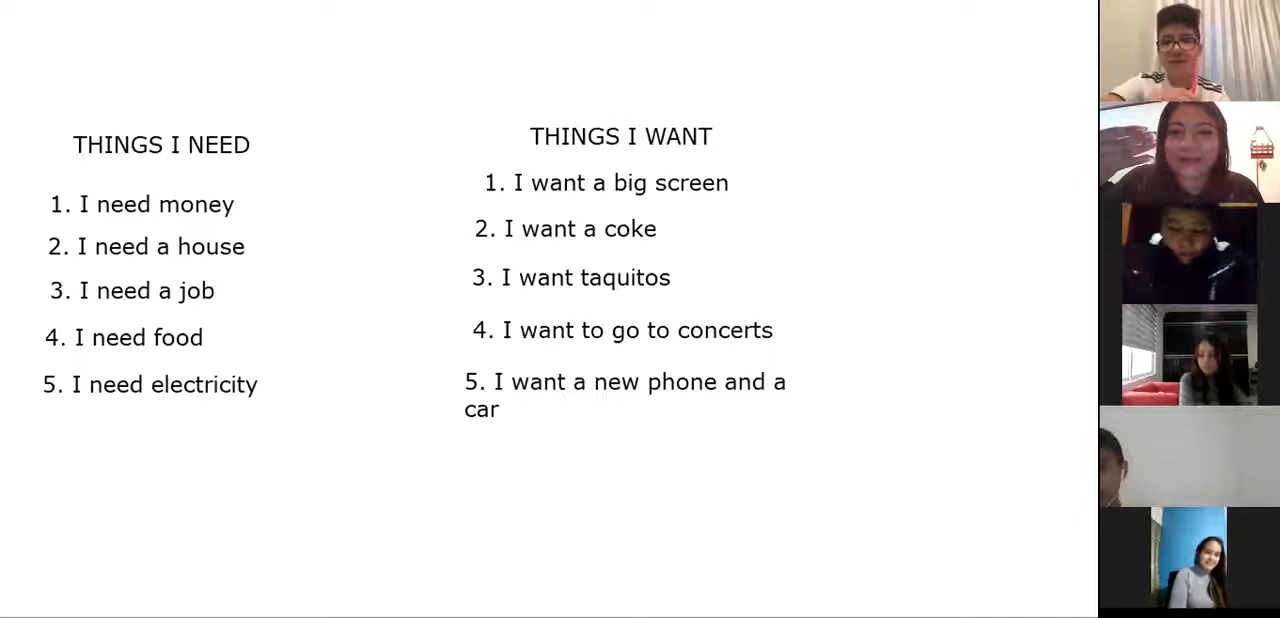 THINGS I NEED
1. I need money
2. I need a house
3. I need a job
4. I need food
5. I need electricity
THINGS I WANT
1. I want a big screen
2. I want a coke
3. I want taquitos
4. I want to go to concerts
5. I want a new phone and a
car